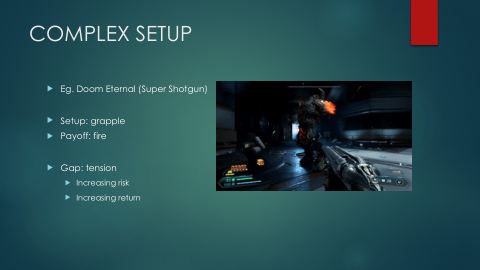 COMPLEX SETUP
Eg. Doom Eternal (Super Shotgun)
Setup: grapple
Payoff: fire
Gap: tension
Increasing risk
Increasing return